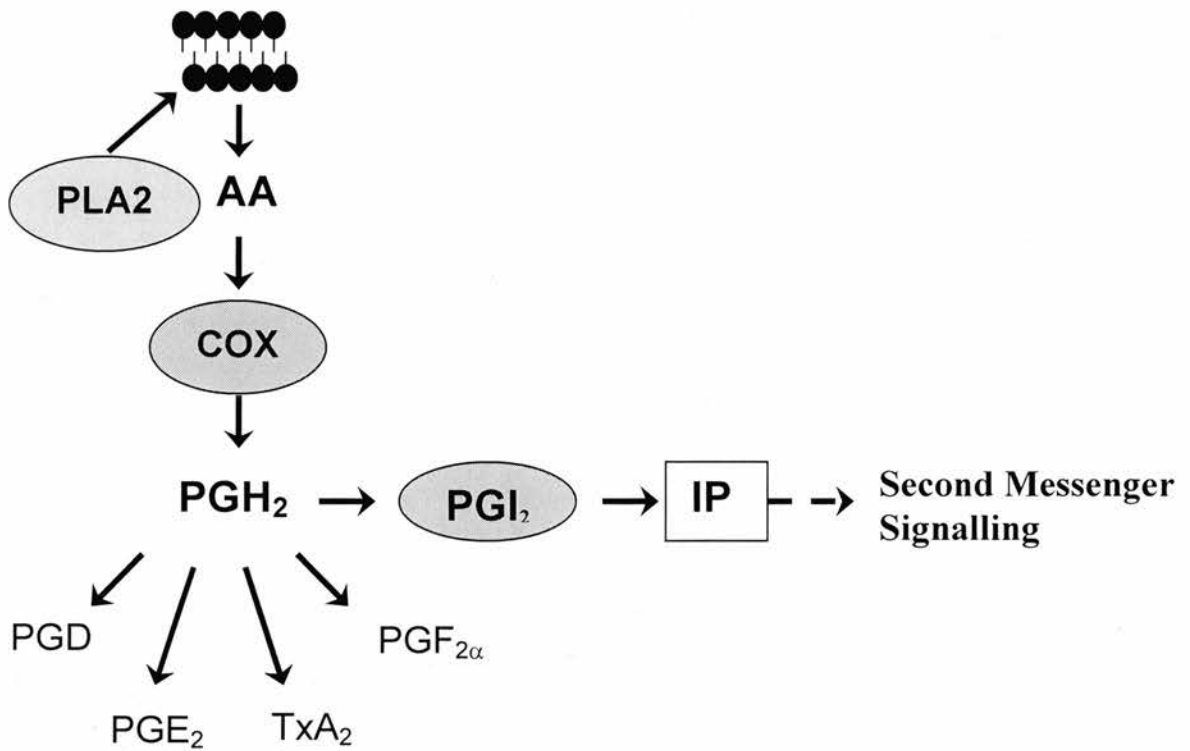 PLA2
AA
COX
PGH₂
PGI₂
IP
Second Messenger
Signalling
PGD
PGF₂α
PGE₂
TxA₂